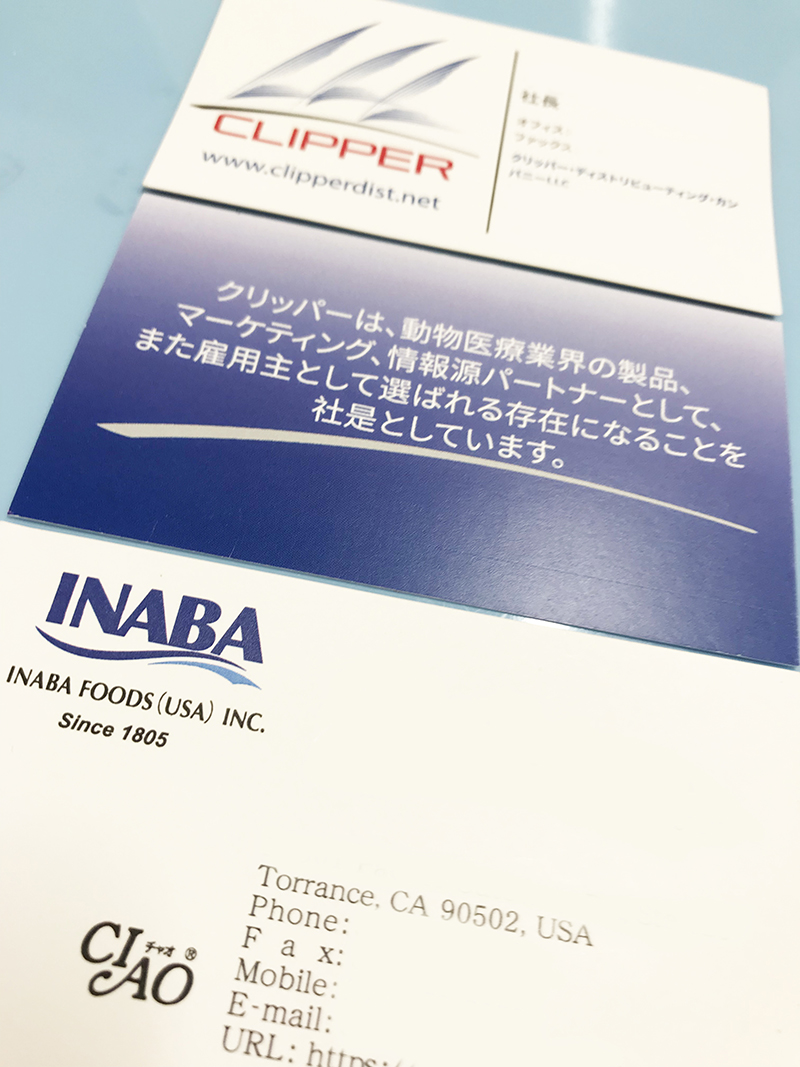 CLIPPER
www.clipperdist.net
社長
オフィス:
ファックス
クリッパー・ディストリビューティング・カン
パニーLLC
クリッパーは、動物医療業界の製品、
マーケティング、情報源パートナーとして、
また雇用主として選ばれる存在になることを
社是としています。
INABA
INABA FOODS(USA) INC.
Since 1805
CIAO チャオ ®
Torrance, CA 90502, USA
Phone:
Fax:
Mobile:
E-mail:
URL: https:/